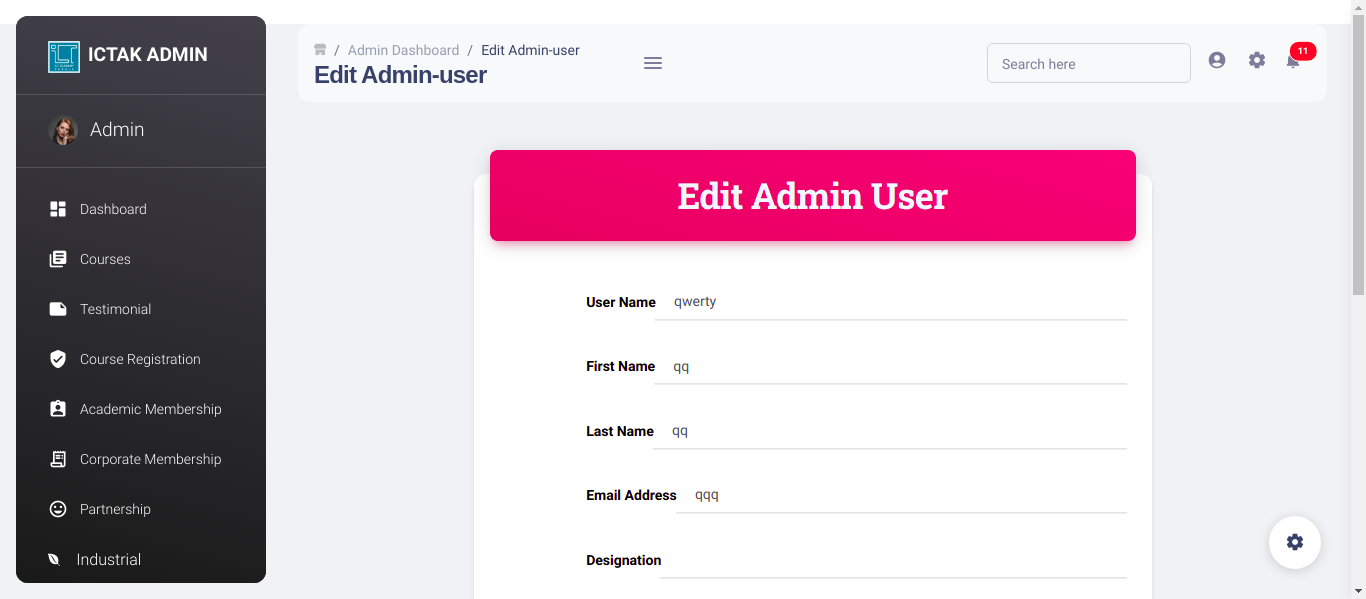 ICTAK ADMIN
Admin
Dashboard
Courses
Testimonial
Course Registration
Academic Membership
Corporate Membership
Partnership
Industrial
/ Admin Dashboard / Edit Admin-user
Edit Admin-user
Search here
11
Edit Admin User
User Name qwerty
First Name qq
Last Name qq
Email Address qqq
Designation